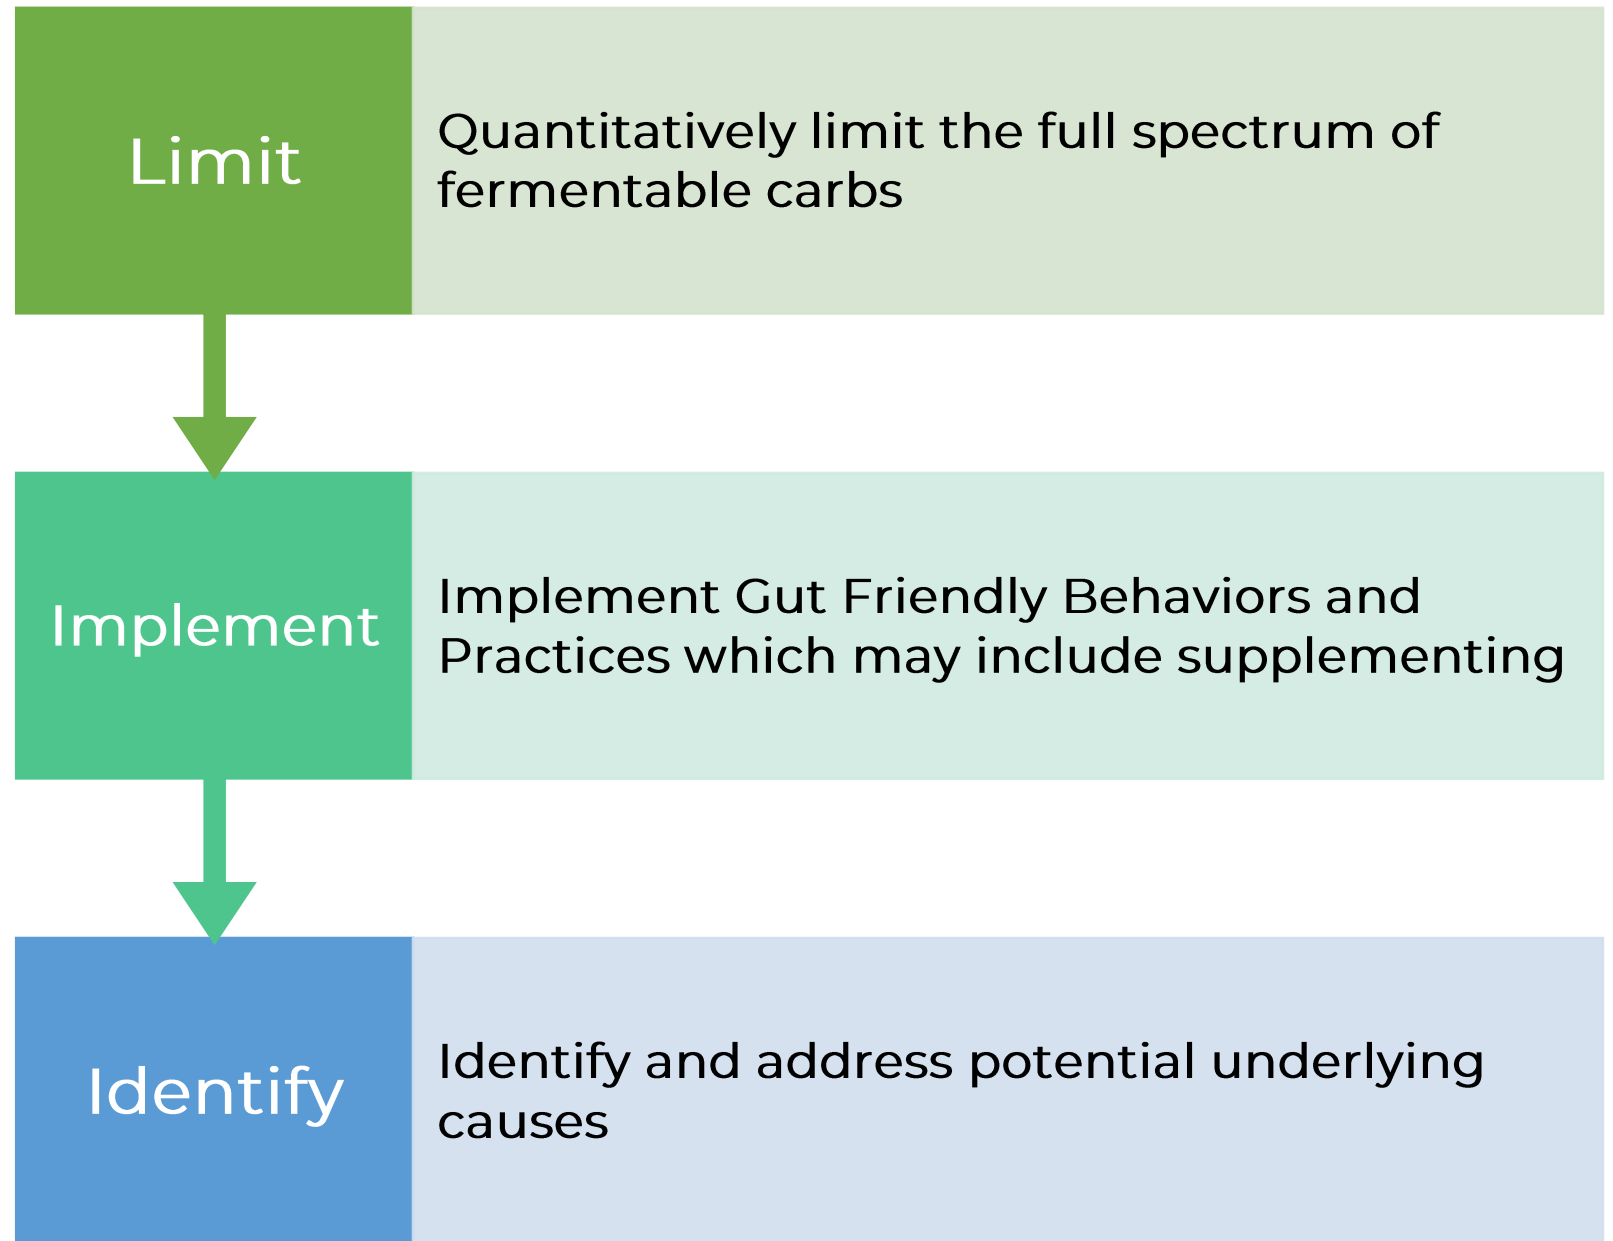 Limit
Quantitatively limit the full spectrum of
fermentable carbs
Implement
Implement Gut Friendly Behaviors and
Practices which may include supplementing
Identify
Identify and address potential underlying
causes